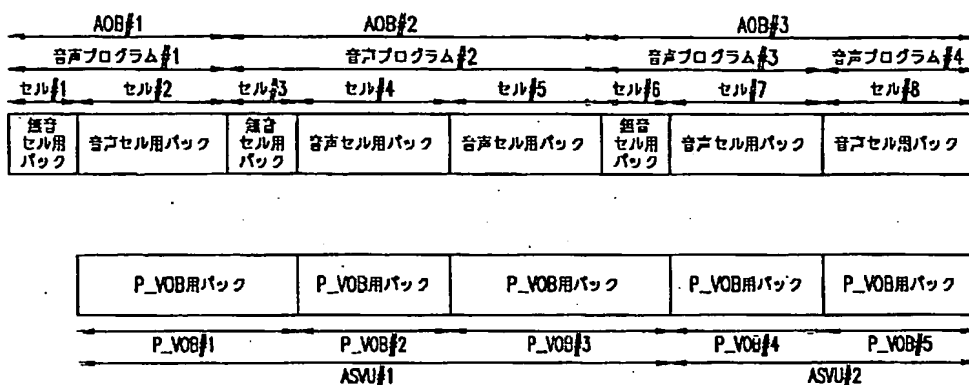 AOB#1 AOB#2 AOB#3
音声プログラム#1 音声プログラム#2 音声プログラム#3 音声プログラム#4
セル#1 セル#2 セル#3 セル#4 セル#5 セル#6 セル#7 セル#8
無音セル用パック 音声セル用パック 無音セル用パック 音声セル用パック 音声セル用パック 無音セル用パック 音声セル用パック 音声セル用パック
P_VOB用パック P_VOB用パック P_VOB用パック P_VOB用パック P_VOB用パック
P_VOB#1 P_VOB#2 P_VOB#3 P_VOB#4 P_VOB#5
ASVU#1 ASVU#2